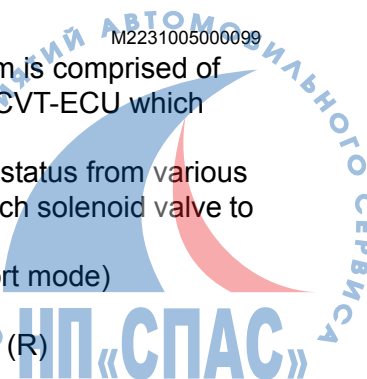 M2231005000099
m is comprised of
CVT-ECU which
status from various
ch solenoid valve to
ort mode)
(R)
АВТОМОБИЛЬНОГО СЕРВИСА
НП «СПАС»